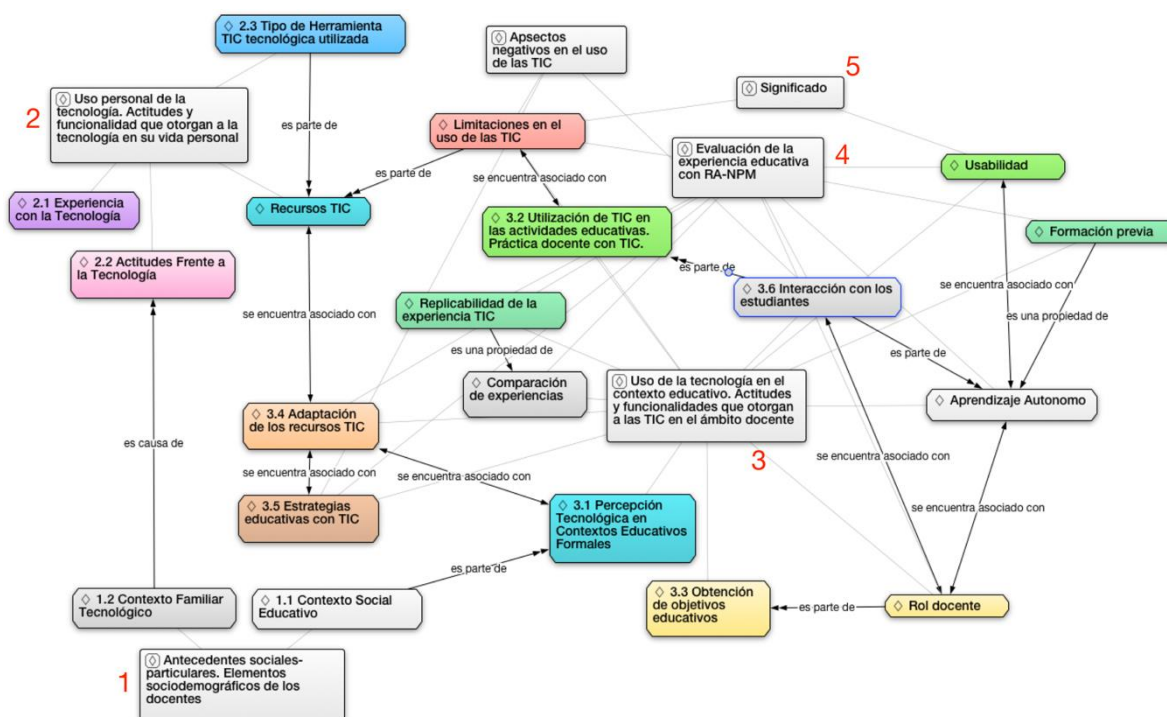 ◇ 2.3 Tipo de Herramienta
TIC tecnológica utilizada
◇ Apsectos
negativos en el uso
de las TIC
5
◇ Significado
2
◇ Uso personal de la
tecnología. Actitudes y
funcionalidad que otorgan a la
tecnología en su vida personal
es parte de
◇ Limitaciones en el
uso de las TIC
◇ Evaluación de la
experiencia educativa
con RA-NPM
4
◇ Usabilidad
es parte de
se encuentra asociado con
◇ 2.1 Experiencia
con la Tecnología
◇ Recursos TIC
◇ 3.2 Utilización de TIC en
las actividades educativas.
Práctica docente con TIC.
◇ Formación previa
◇ 2.2 Actitudes Frente a
la Tecnología
es parte de
◇ 3.6 Interacción con los
estudiantes
se encuentra asociado con
es una propiedad de
se encuentra asociado con
◇ Replicabilidad de la
experiencia TIC
es una propiedad de
es parte de
◇ Comparación
de experiencias
◇ Uso de la tecnología en el
contexto educativo. Actitudes
y funcionalidades que otorgan
a las TIC en el ámbito docente
3
◇ Aprendizaje Autonomo
es causa de
◇ 3.4 Adaptación
de los recursos TIC
se encuentra asociado con
se encuentra asociado con
se encuentra asociado con
se encuentra asociado con
◇ 3.5 Estrategias
educativas con TIC
◇ 3.1 Percepción
Tecnológica en
Contextos Educativos
Formales
es parte de
◇ 1.2 Contexto Familiar
Tecnológico
◇ 1.1 Contexto Social
Educativo
◇ 3.3 Obtención
de objetivos
educativos
es parte de
◇ Rol docente
1
◇ Antecedentes sociales-
particulares. Elementos
sociodemográficos de los
docentes